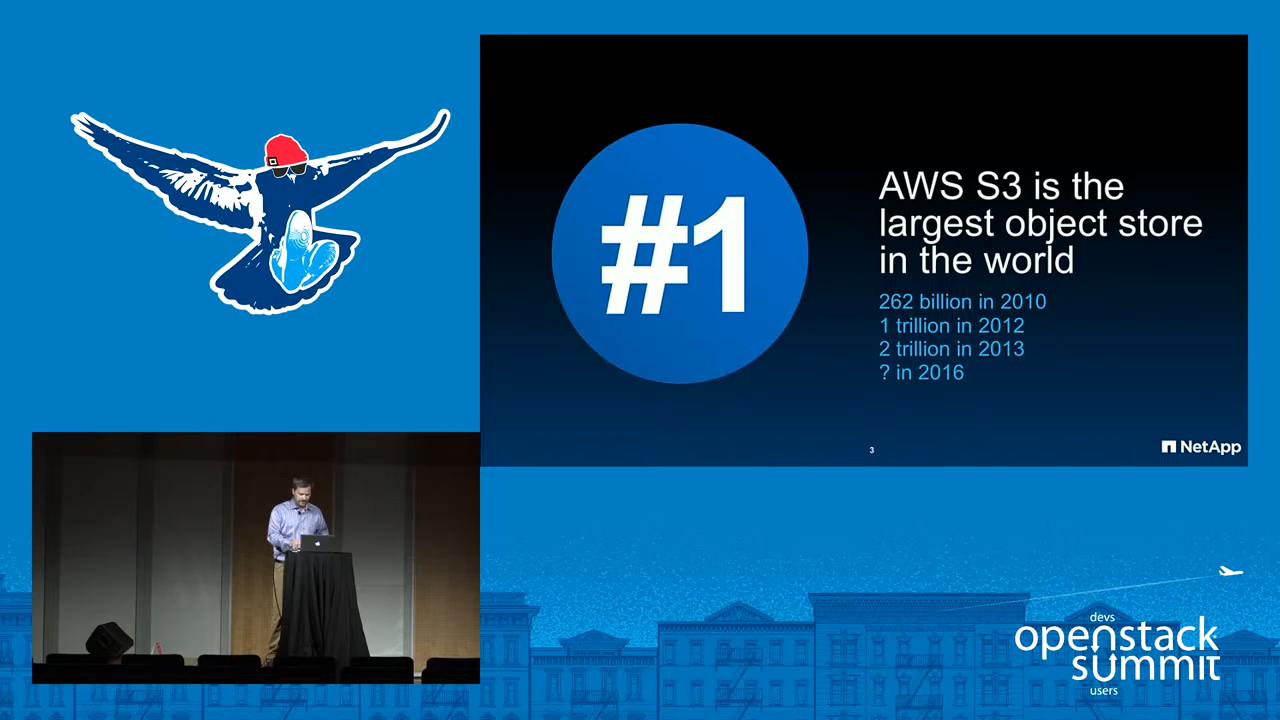 #1
AWS S3 is the
largest object store
in the world
262 billion in 2010
1 trillion in 2012
2 trillion in 2013
? in 2016
3
NetApp
devs
openstack
summit
users